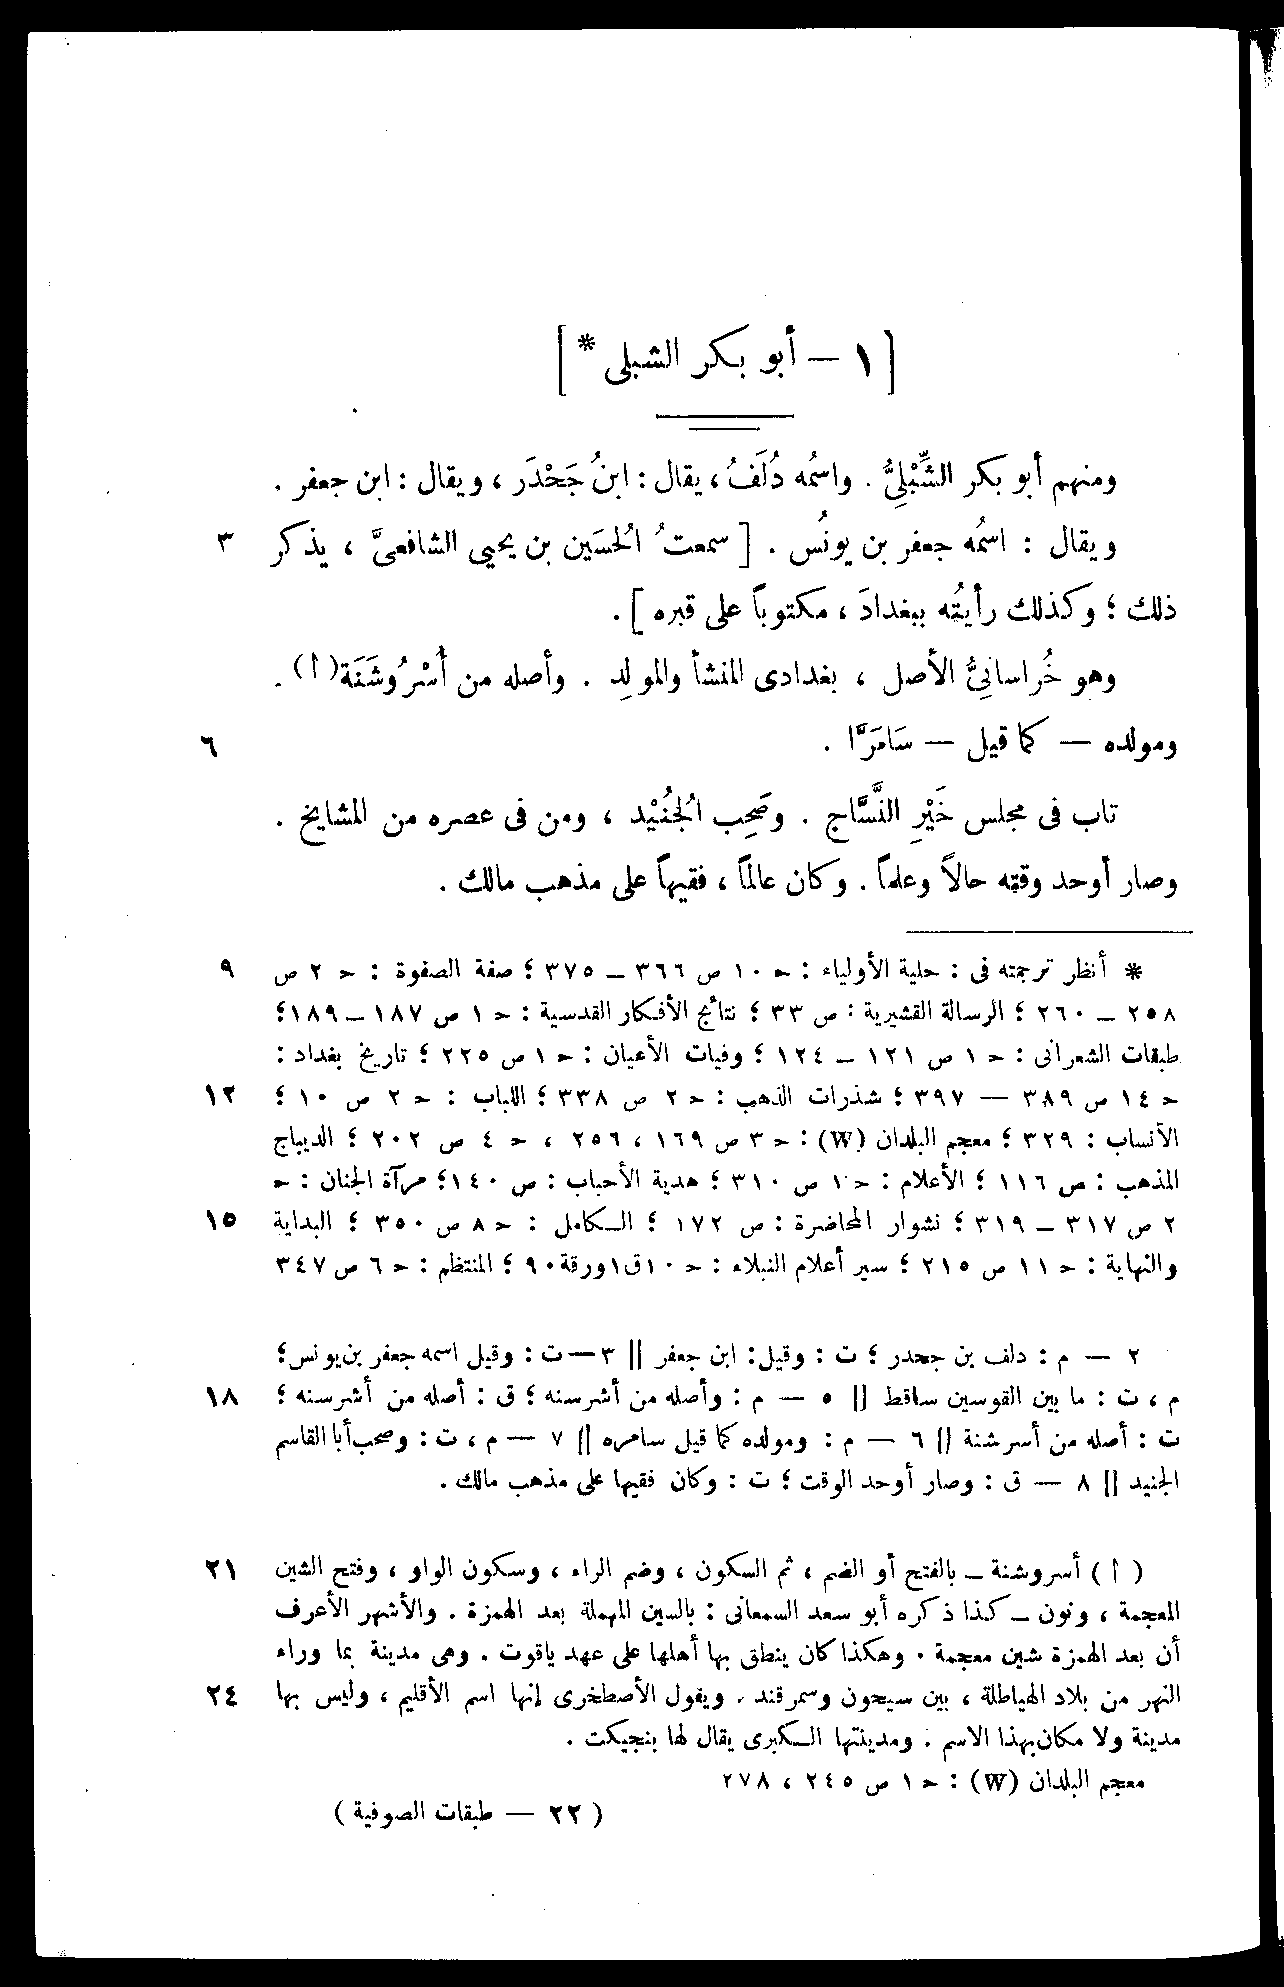 [ ١ — أبو بكر الشبلى * ]
ومنهم أبو بكر الشِّبْلِيُّ . واسمُه دُلَفُ ، يقال : ابنُ جَحْدَر ، ويقال : ابن جعفر .
ويقال : اسمُه جعفر بن يونُس . [ سمعتُ الحُسَين بن يحيى الشافعىَّ ، يذكر ٣
ذلك ؛ وكذلك رأيتُه ببغدادَ ، مكتوباً على قبره ] .
وهو خُراسانِيُّ الأصل ، بغدادى المنشأ والمولِد . وأصله من أُسْرُوشَنَة(أ) .
ومولده — كما قيل — سَامَرَّا . ٦
تاب فى مجلس خَيْرِ النَّسَّاج . وصَحِب الجُنُيْد ، ومن فى عصره من المشايخ .
وصار أوحد وقته حالاً وعلماً . وكان عالماً ، فقيهاً على مذهب مالك .
* أنظر ترجمته فى : حلية الأولياء : حـ ١٠ ص ٣٦٦ – ٣٧٥ ؛ صفة الصفوة : حـ ٢ ص ٩
٢٥٨ – ٢٦٠ ؛ الرسالة القشيرية : ص ٣٣ ؛ نتائج الأفكار القدسية : حـ ١ ص ١٨٧ – ١٨٩ ؛
طبقات الشعرانى : حـ ١ ص ١٢١ – ١٢٤ ؛ وفيات الأعيان : حـ ١ ص ٢٢٥ ؛ تاريخ بغداد :
حـ ١٤ ص ٣٨٩ — ٣٩٧ ؛ شذرات الذهب : حـ ٢ ص ٣٣٨ ؛ اللباب : حـ ٢ ص ١٠ ؛ ١٢
الأنساب : ٣٢٩ ؛ معجم البلدان (W) : حـ ٣ ص ١٦٩ ، ٢٥٦ ، حـ ٤ ص ٢٠٢ ؛ الديباج
المذهب : ص ١١٦ ؛ الأعلام : حـ ١ ص ٣١٠ ؛ هدية الأحباب : ص ١٤٠ ؛ مرآة الجنان : حـ
٢ ص ٣١٧ – ٣١٩ ؛ نشوار المحاضرة : ص ١٧٢ ؛ الكامل : حـ ٨ ص ٣٥٠ ؛ البداية ١٥
والنهاية : حـ ١١ ص ٢١٥ ؛ سير أعلام النبلاء : حـ ١٠ ق ١ ورقة ٩٠ ؛ المنتظم : حـ ٦ ص ٣٤٧
٢ — م : دلف بن جحدر ؛ ت : وقيل : ابن جعفر || ٣ — ت : وقيل اسمه جعفر بن يونس ؛
م ، ت : ما بين القوسين ساقط || ٥ — م : وأصله من أشرسنه ؛ ق : أصله من أشرسنه ؛ ١٨
ت : أصله من أسرشنة || ٦ — م : ومولده كما قيل سامره || ٧ — م ، ت : وصحب أبا القاسم
الجنيد || ٨ — ق : وصار أوحد الوقت ؛ ت : وكان فقيها على مذهب مالك .
( أ ) أسروشنة – بالفتح أو الضم ، ثم السكون ، وضم الراء ، وسكون الواو ، وفتح الشين ٢١
المعجمة ، ونون – كذا ذكره أبو سعد السمعانى : بالسين المهملة بعد الهمزة . والأشهر الأعرف
أن بعد الهمزة شين معجمة . وهكذا كان ينطق بها أهلها على عهد ياقوت . وهى مدينة بما وراء
النهر من بلاد الهياطلة ، بين سيحون وسمرقند . ويقول الأصطخرى إنها اسم الأقليم ، وليس بها ٢٤
مدينة ولا مكان بهذا الاسم . ومدينتها الكبرى يقال لها بنجيكت .
معجم البلدان (W) : حـ ١ ص ٢٤٥ ، ٢٧٨
( ٢٢ — طبقات الصوفية )